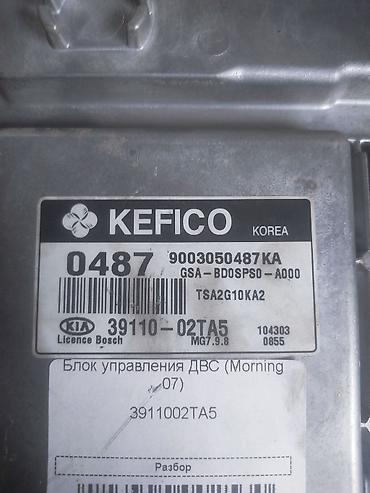 KEFICO KOREA
0487 9003050487KA
GSA-BD0SPS0-A000
TSA2G10KA2
KIA 39110-02TA5 104303
Licence Bosch MG7.9.8 0855
Блок управления ДВС (Morning
07)
3911002TA5
Разбор